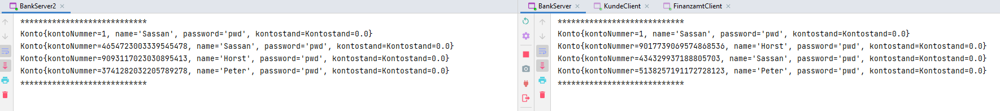 BankServer2
****************************
Konto{kontoNummer=1, name='Sassan', password='pwd', kontostand=Kontostand=0.0}
Konto{kontoNummer=4654723003339545478, name='Sassan', password='pwd', kontostand=Kontostand=0.0}
Konto{kontoNummer=9093117023030895413, name='Horst', password='pwd', kontostand=Kontostand=0.0}
Konto{kontoNummer=3741282032205789278, name='Peter', password='pwd', kontostand=Kontostand=0.0}
****************************
BankServer KundeClient FinanzamtClient
****************************
Konto{kontoNummer=1, name='Sassan', password='pwd', kontostand=Kontostand=0.0}
Konto{kontoNummer=9017739069574868536, name='Horst', password='pwd', kontostand=Kontostand=0.0}
Konto{kontoNummer=434329937188805703, name='Sassan', password='pwd', kontostand=Kontostand=0.0}
Konto{kontoNummer=5138257191172728123, name='Peter', password='pwd', kontostand=Kontostand=0.0}
****************************